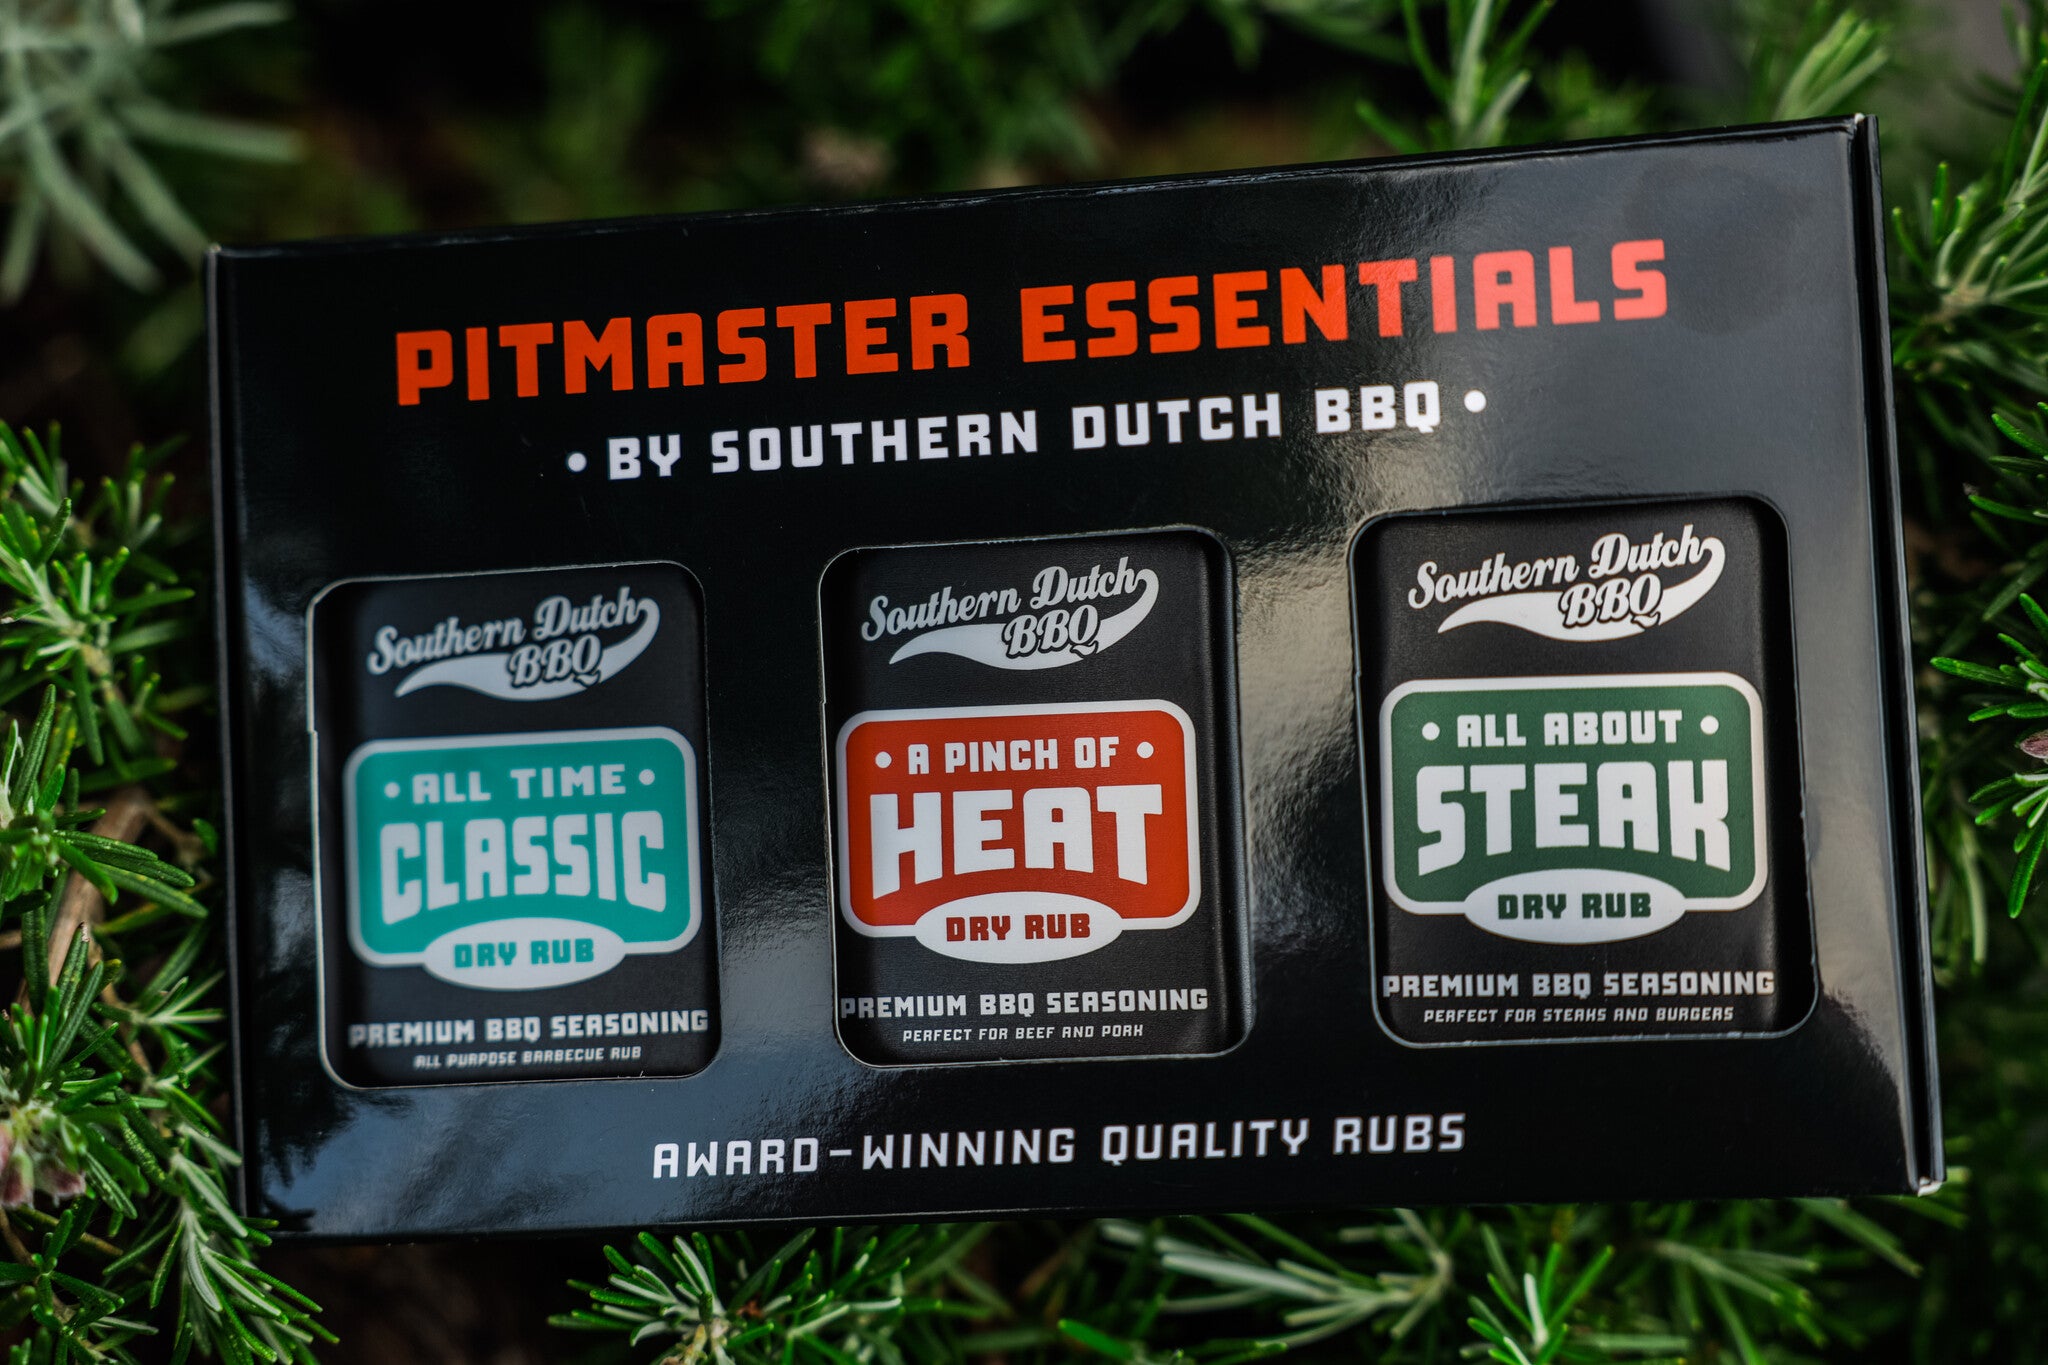 PITMASTER ESSENTIALS
• BY SOUTHERN DUTCH BBQ •
Southern Dutch
BBQ
• ALL TIME •
CLASSIC
DRY RUB
PREMIUM BBQ SEASONING
ALL PURPOSE BARBECUE RUB
Southern Dutch
BBQ
• A PINCH OF •
HEAT
DRY RUB
PREMIUM BBQ SEASONING
PERFECT FOR BEEF AND PORK
Southern Dutch
BBQ
• ALL ABOUT •
STEAK
DRY RUB
PREMIUM BBQ SEASONING
PERFECT FOR STEAKS AND BURGERS
AWARD-WINNING QUALITY RUBS